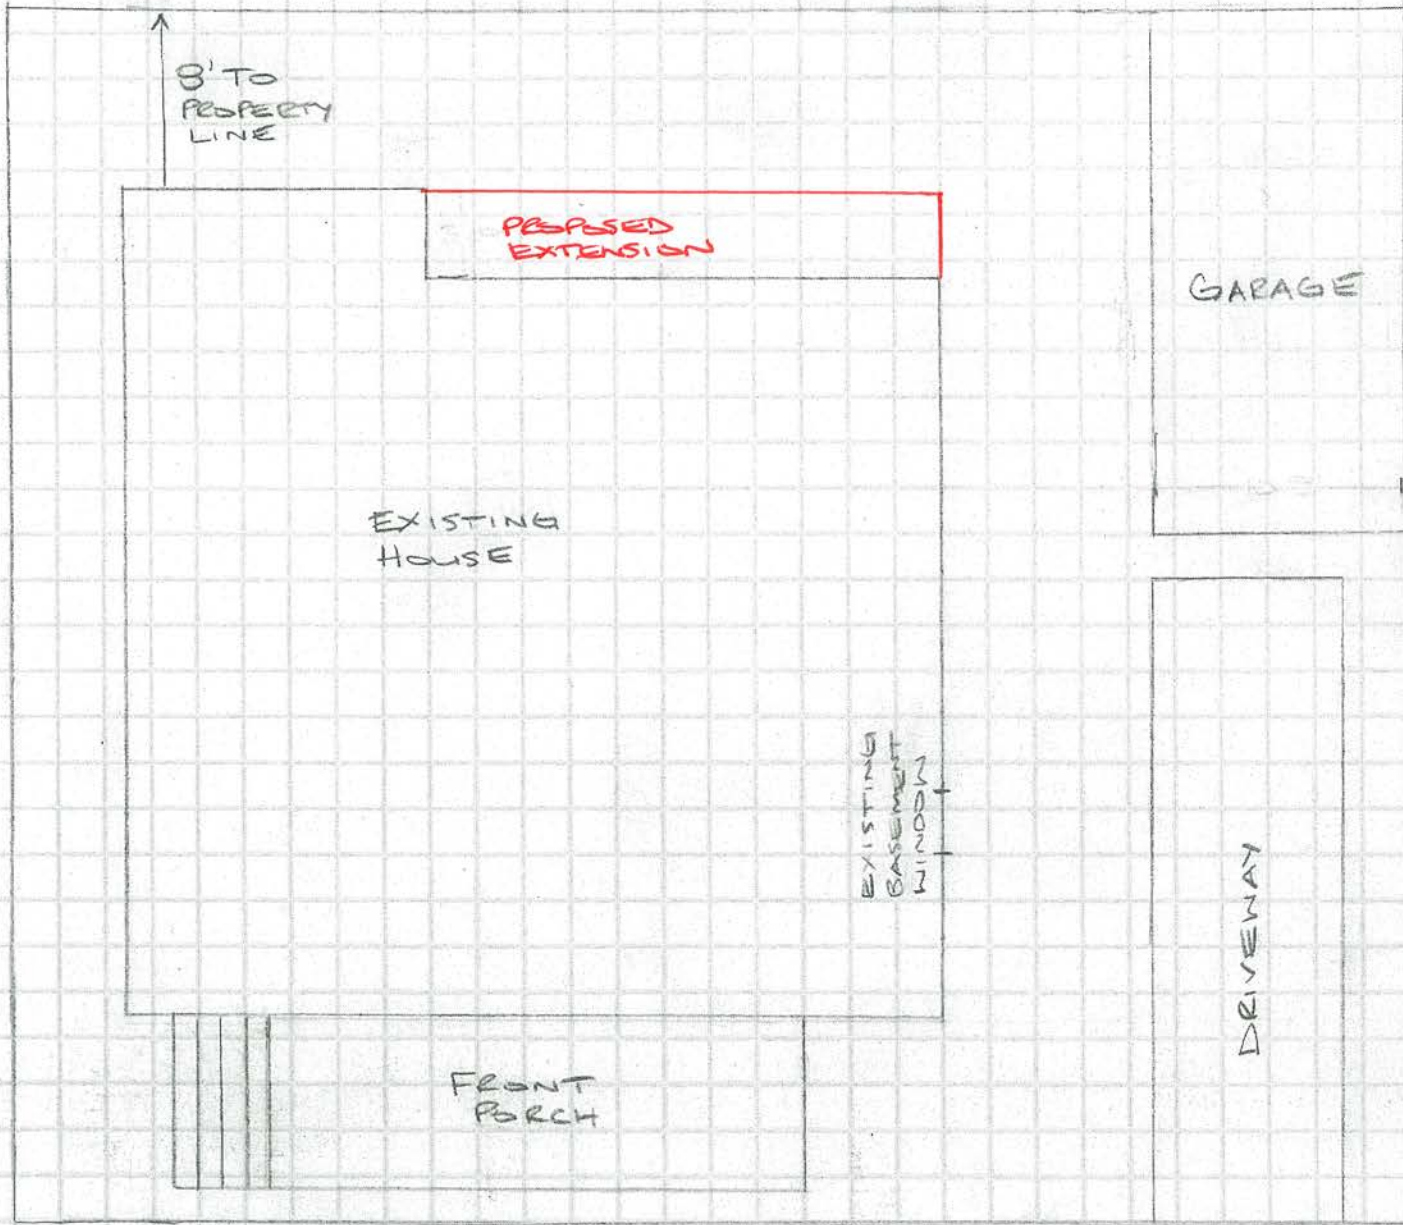 8' TO
PROPERTY
LINE
PROPOSED
EXTENSION
GARAGE
EXISTING
HOUSE
EXISTING
BASEMENT
WINDOW
DRIVEWAY
FRONT
PORCH